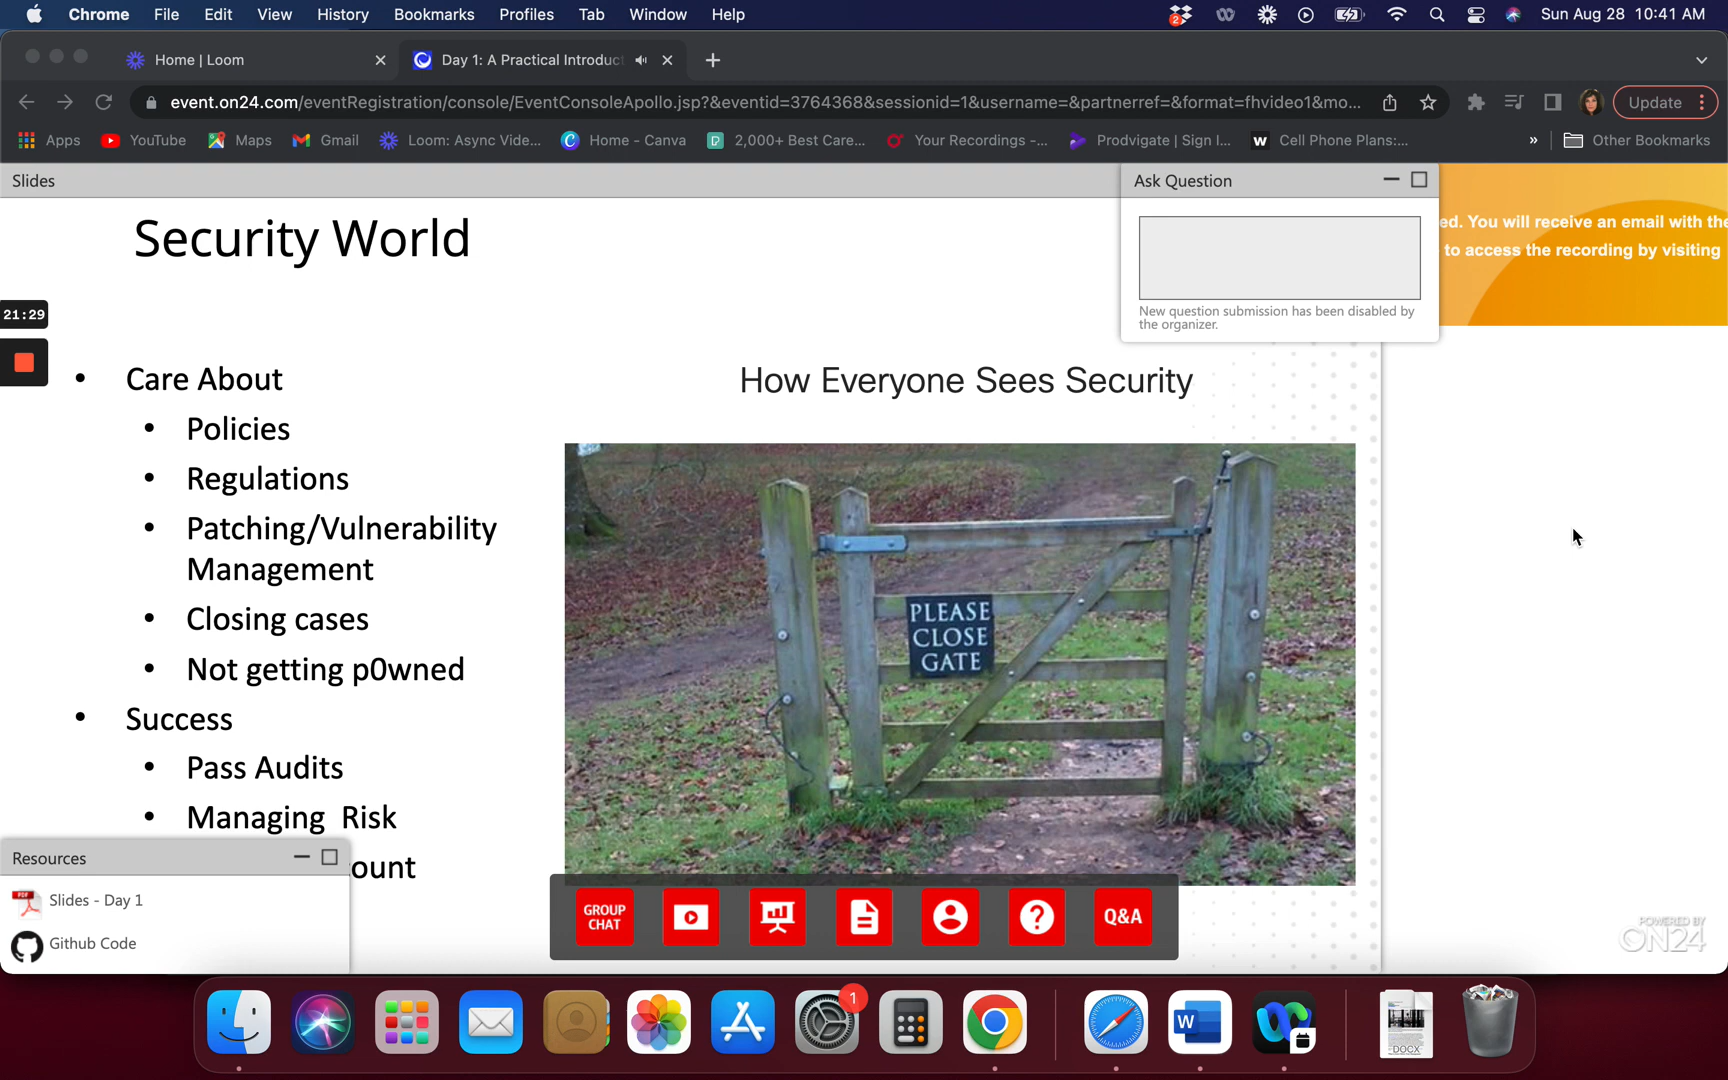 Chrome File Edit View History Bookmarks Profiles Tab Window Help
2
Sun Aug 28 10:41 AM
Home | Loom
Day 1: A Practical Introduc
event.on24.com/eventRegistration/console/EventConsoleApollo.jsp?&eventid=3764368&sessionid=1&username=&partnerref=&format=fhvideo1&mo...
Update
Apps YouTube Maps Gmail Loom: Async Vide... Home - Canva 2,000+ Best Care... Your Recordings -... Prodvigate | Sign I... Cell Phone Plans:... » Other Bookmarks
Slides
Ask Question
ed. You will receive an email with the
to access the recording by visiting
New question submission has been disabled by
the organizer.
Security World
21:29
• Care About
• Policies
• Regulations
• Patching/Vulnerability
Management
• Closing cases
• Not getting p0wned
• Success
• Pass Audits
• Managing Risk
ount
How Everyone Sees Security
PLEASE
CLOSE
GATE
Resources
Slides - Day 1
Github Code
GROUP
CHAT
Q&A
POWERED BY
ON24
1
W
DOCX